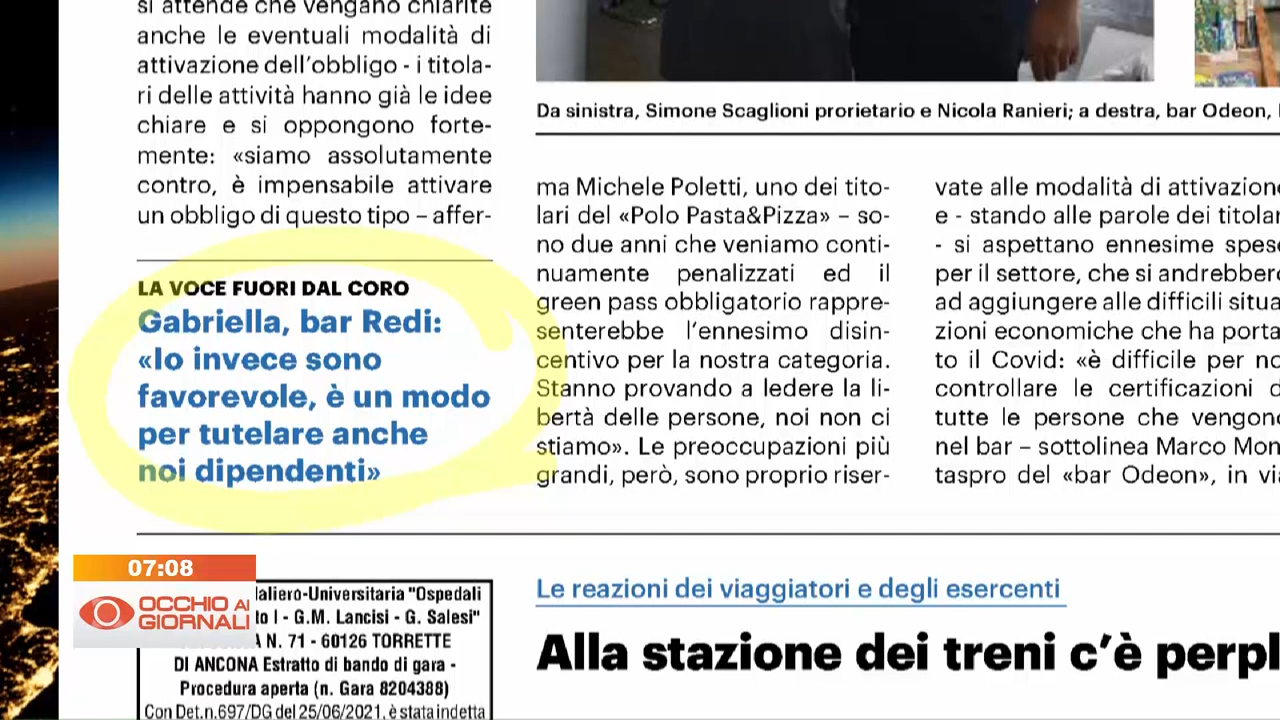 si attende che vengano chiarite
anche le eventuali modalità di
attivazione dell'obbligo - i titola-
ri delle attività hanno già le idee
chiare e si oppongono forte-
mente: «siamo assolutamente
contro, è impensabile attivare
un obbligo di questo tipo – affer-
LA VOCE FUORI DAL CORO
Gabriella, bar Redi:
«Io invece sono
favorevole, è un modo
per tutelare anche
noi dipendenti»
Da sinistra, Simone Scaglioni prorietario e Nicola Ranieri; a destra, bar Odeon,
ma Michele Poletti, uno dei tito-
lari del «Polo Pasta&Pizza» – so-
no due anni che veniamo conti-
nuamente penalizzati ed il
green pass obbligatorio rappre-
senterebbe l'ennesimo disin-
centivo per la nostra categoria.
Stanno provando a ledere la li-
bertà delle persone, noi non ci
stiamo». Le preoccupazioni più
grandi, però, sono proprio riser-
vate alle modalità di attivazione
e - stando alle parole dei titolar
- si aspettano ennesime spese
per il settore, che si andrebbero
ad aggiungere alle difficili situa
zioni economiche che ha porta
to il Covid: «è difficile per no
controllare le certificazioni d
tutte le persone che vengono
nel bar – sottolinea Marco Mon
taspro del «bar Odeon», in via
07:08
OCCHIO AI
GIORNALI
aliero-Universitaria "Ospedali
to I - G.M. Lancisi - G. Salesi"
A N. 71 - 60126 TORRETTE
DI ANCONA Estratto di bando di gara -
Procedura aperta (n. Gara 8204388)
Con Det.n.697/DG del 25/06/2021, è stata indetta
Le reazioni dei viaggiatori e degli esercenti
Alla stazione dei treni c'è perpl